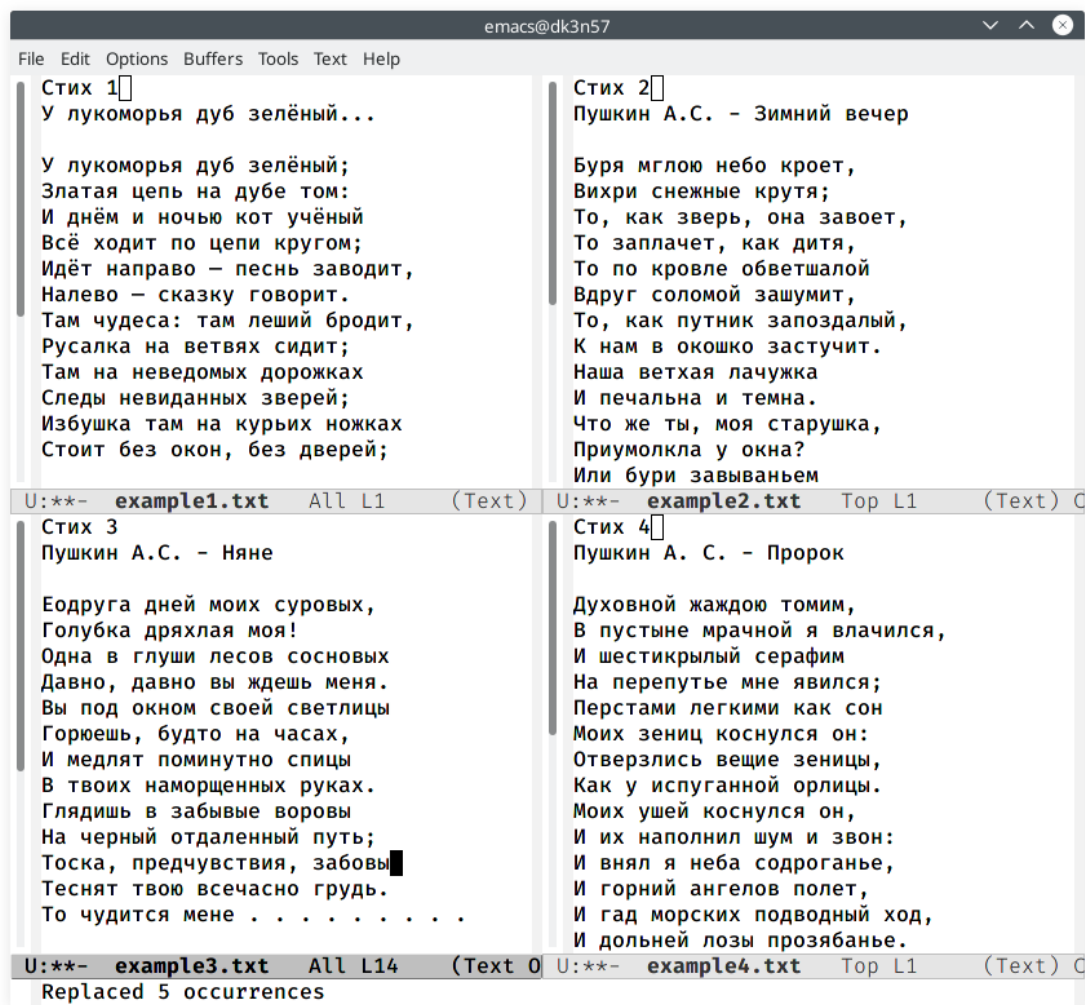 emacs@dk3n57
File Edit Options Buffers Tools Text Help
Стих 1
У лукоморья дуб зелёный...

У лукоморья дуб зелёный;
Златая цепь на дубе том:
И днём и ночью кот учёный
Всё ходит по цепи кругом;
Идёт направо — песнь заводит,
Налево — сказку говорит.
Там чудеса: там леший бродит,
Русалка на ветвях сидит;
Там на неведомых дорожках
Следы невиданных зверей;
Избушка там на курьих ножках
Стоит без окон, без дверей;
U:**-  example1.txt   All L1     (Text)
Стих 2
Пушкин А.С. - Зимний вечер

Буря мглою небо кроет,
Вихри снежные крутя;
То, как зверь, она завоет,
То заплачет, как дитя,
То по кровле обветшалой
Вдруг соломой зашумит,
То, как путник запоздалый,
К нам в окошко застучит.
Наша ветхая лачужка
И печальна и темна.
Что же ты, моя старушка,
Приумолкла у окна?
Или бури завываньем
U:**-  example2.txt   Top L1     (Text)
Стих 3
Пушкин А.С. - Няне

Еодруга дней моих суровых,
Голубка дряхлая моя!
Одна в глуши лесов сосновых
Давно, давно вы ждешь меня.
Вы под окном своей светлицы
Горюешь, будто на часах,
И медлят поминутно спицы
В твоих наморщенных руках.
Глядишь в забывые воровы
На черный отдаленный путь;
Тоска, предчувствия, забовы
Теснят твою всечасно грудь.
То чудится мене . . . . . . . . .
U:**-  example3.txt   All L14    (Text O
Стих 4
Пушкин А. С. - Пророк

Духовной жаждою томим,
В пустыне мрачной я влачился,
И шестикрылый серафим
На перепутье мне явился;
Перстами легкими как сон
Моих зениц коснулся он:
Отверзлись вещие зеницы,
Как у испуганной орлицы.
Моих ушей коснулся он,
И их наполнил шум и звон:
И внял я неба содроганье,
И горний ангелов полет,
И гад морских подводный ход,
И дольней лозы прозябанье.
U:**-  example4.txt   Top L1     (Text)
Replaced 5 occurrences